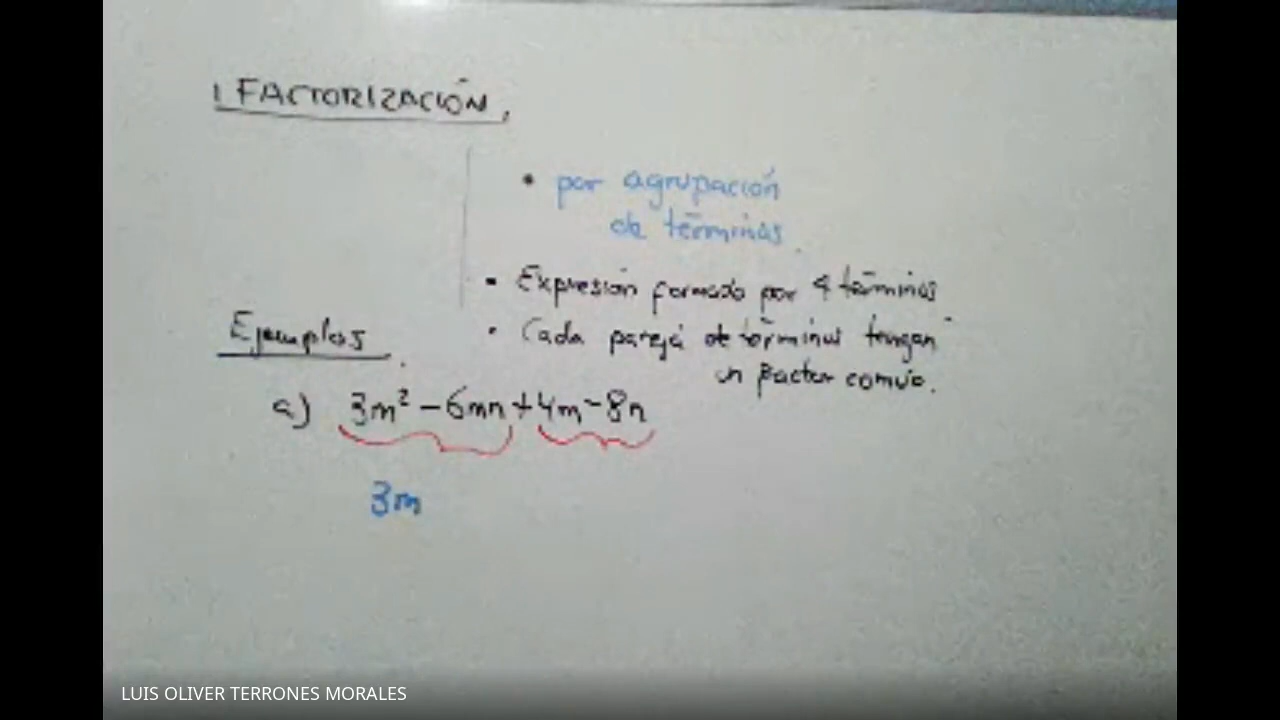 1 FACTORIZACIÓN.
• por agrupación
de términos.
• Expresión formado por 4 términos
• Cada pareja de términos tengan
un factor común.
Ejemplos.
a) 3m² - 6mn + 4m - 8n
3m
LUIS OLIVER TERRONES MORALES